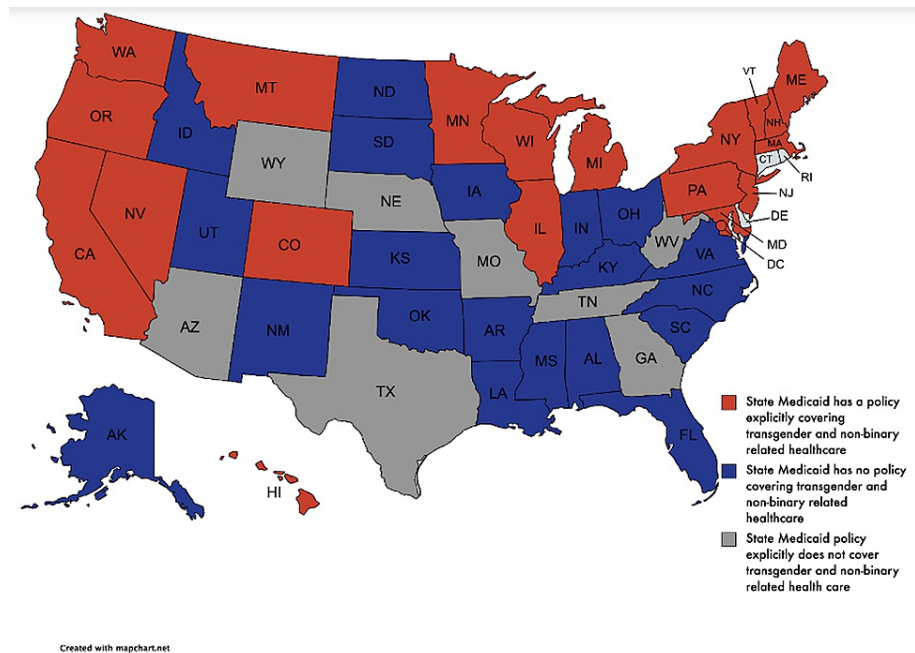 WA
MT
ND
MN
VT
ME
OR
ID
SD
WI
MI
NY
NH
MA
CT
RI
WY
IA
PA
NJ
NV
NE
IL
IN
OH
DE
UT
CO
WV
MD
CA
KS
MO
KY
VA
DC
AZ
NM
OK
AR
TN
NC
SC
TX
MS
AL
GA
LA
FL
AK
HI
State Medicaid has a policy
explicitly covering
transgender and non-binary
related healthcare
State Medicaid has no policy
covering transgender and
non-binary related
healthcare
State Medicaid policy
explicitly does not cover
transgender and non-binary
related health care
Created with mapchart.net